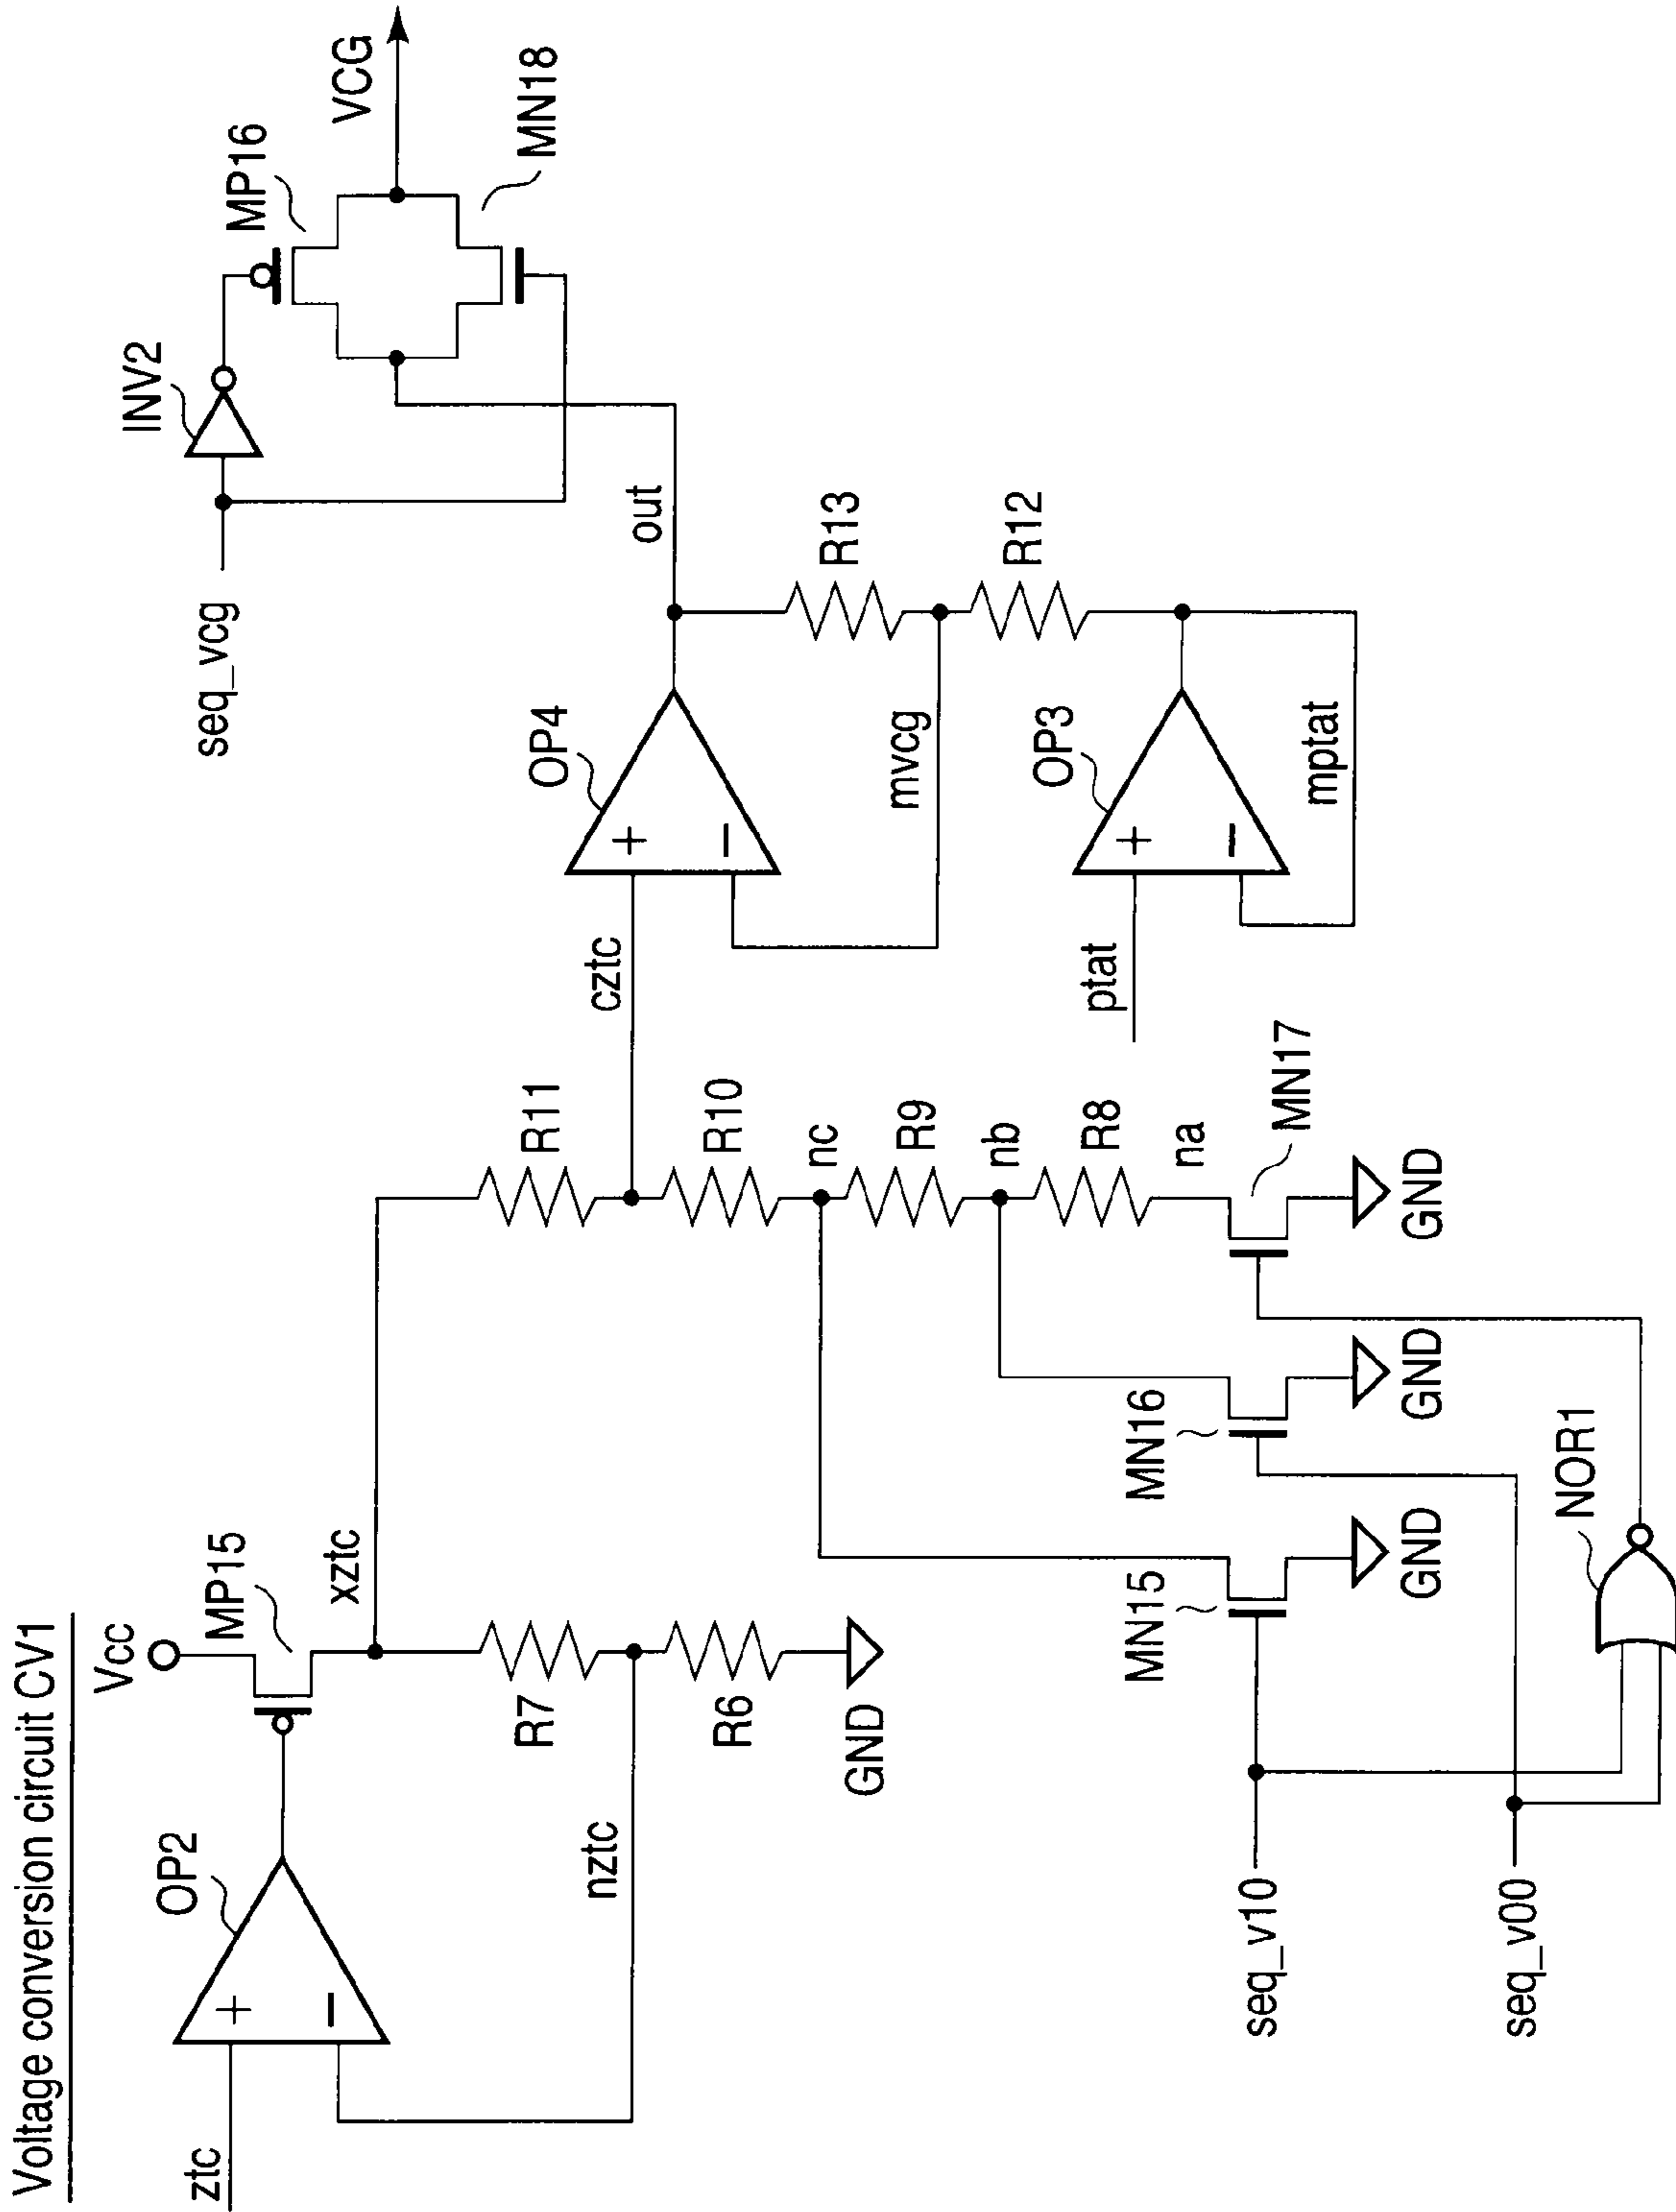 Voltage conversion circuit CV1
Vcc
MP15
OP2
ztc
+
−
xztc
R7
nztc
R6
GND
R11
cztc
R10
nc
R9
nb
R8
na
MN17
GND
MN16
GND
MN15
GND
seq_v10
seq_v00
NOR1
seq_vcg
INV2
MP16
VCG
MN18
out
OP4
+
−
R13
mvcg
R12
OP3
+
−
ptat
mptat